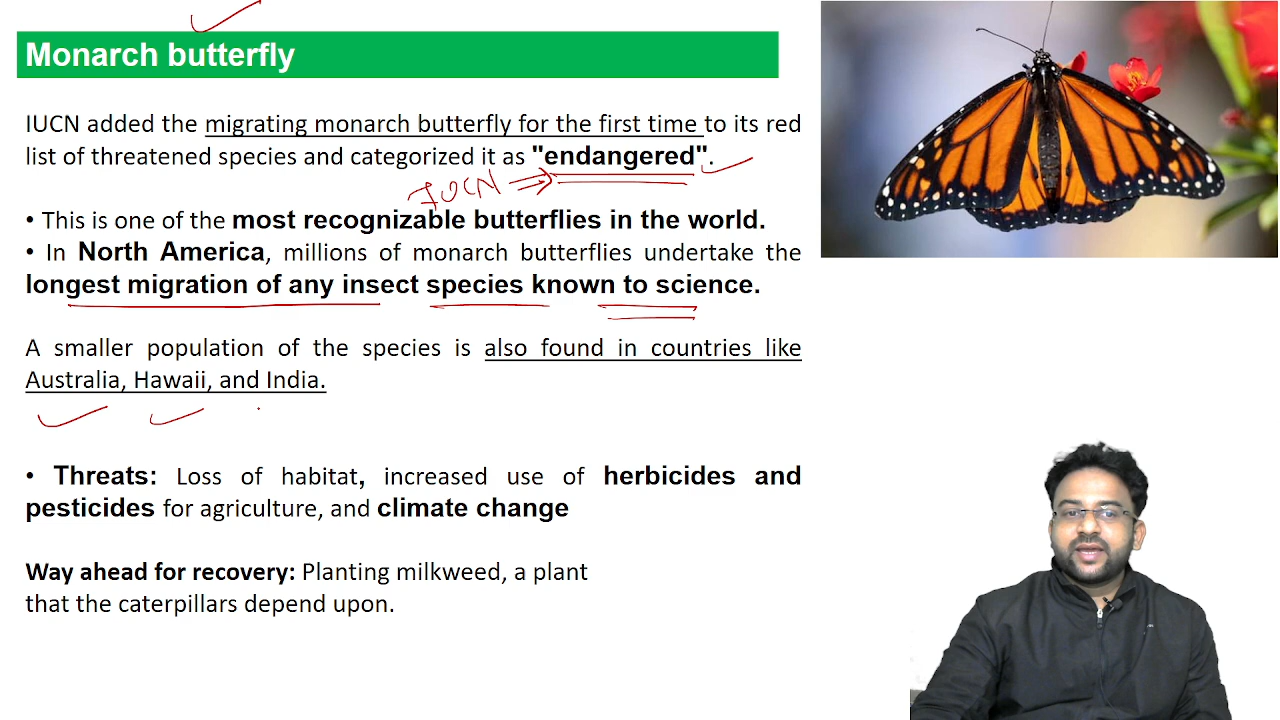 Monarch butterfly
IUCN added the migrating monarch butterfly for the first time to its red
list of threatened species and categorized it as "endangered".
IUCN
• This is one of the most recognizable butterflies in the world.
• In North America, millions of monarch butterflies undertake the
longest migration of any insect species known to science.
A smaller population of the species is also found in countries like
Australia, Hawaii, and India.
• Threats: Loss of habitat, increased use of herbicides and
pesticides for agriculture, and climate change
Way ahead for recovery: Planting milkweed, a plant
that the caterpillars depend upon.